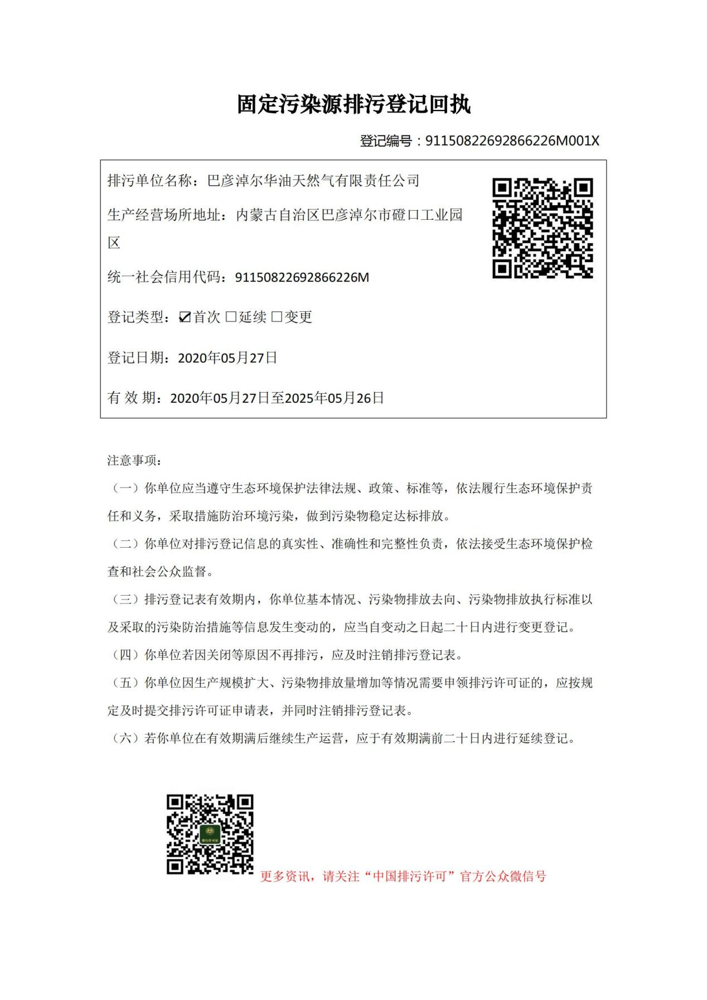 固定污染源排污登记回执
登记编号：91150822692866226M001X
排污单位名称：巴彦淖尔华油天然气有限责任公司
生产经营场所地址：内蒙古自治区巴彦淖尔市磴口工业园
区
统一社会信用代码：91150822692866226M
登记类型：☑首次 □延续 □变更
登记日期：2020年05月27日
有 效 期：2020年05月27日至2025年05月26日
注意事项：
（一）你单位应当遵守生态环境保护法律法规、政策、标准等，依法履行生态环境保护责
任和义务，采取措施防治环境污染，做到污染物稳定达标排放。
（二）你单位对排污登记信息的真实性、准确性和完整性负责，依法接受生态环境保护检
查和社会公众监督。
（三）排污登记表有效期内，你单位基本情况、污染物排放去向、污染物排放执行标准以
及采取的污染防治措施等信息发生变动的，应当自变动之日起二十日内进行变更登记。
（四）你单位若因关闭等原因不再排污，应及时注销排污登记表。
（五）你单位因生产规模扩大、污染物排放量增加等情况需要申领排污许可证的，应按规
定及时提交排污许可证申请表，并同时注销排污登记表。
（六）若你单位在有效期满后继续生产运营，应于有效期满前二十日内进行延续登记。
排污许可证
更多资讯，请关注“中国排污许可”官方公众微信号